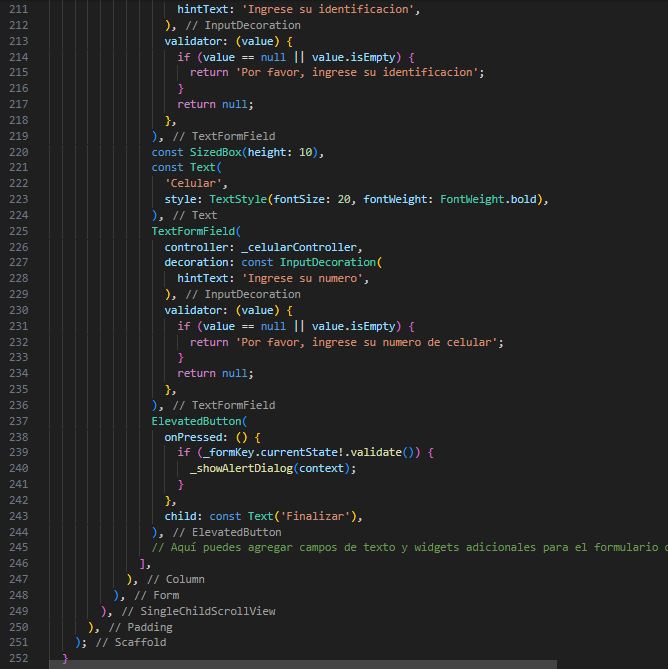 211 hintText: 'Ingrese su identificacion',
212 ), // InputDecoration
213 validator: (value) {
214 if (value == null || value.isEmpty) {
215 return 'Por favor, ingrese su identificacion';
216 }
217 return null;
218 },
219 ), // TextFormField
220 const SizedBox(height: 10),
221 const Text(
222 'Celular',
223 style: TextStyle(fontSize: 20, fontWeight: FontWeight.bold),
224 ), // Text
225 TextFormField(
226 controller: _celularController,
227 decoration: const InputDecoration(
228 hintText: 'Ingrese su numero',
229 ), // InputDecoration
230 validator: (value) {
231 if (value == null || value.isEmpty) {
232 return 'Por favor, ingrese su numero de celular';
233 }
234 return null;
235 },
236 ), // TextFormField
237 ElevatedButton(
238 onPressed: () {
239 if (_formKey.currentState!.validate()) {
240 _showAlertDialog(context);
241 }
242 },
243 child: const Text('Finalizar'),
244 ), // ElevatedButton
245 // Aquí puedes agregar campos de texto y widgets adicionales para el formulario
246 ],
247 ), // Column
248 ), // Form
249 ), // SingleChildScrollView
250 ), // Padding
251 ); // Scaffold
252 }